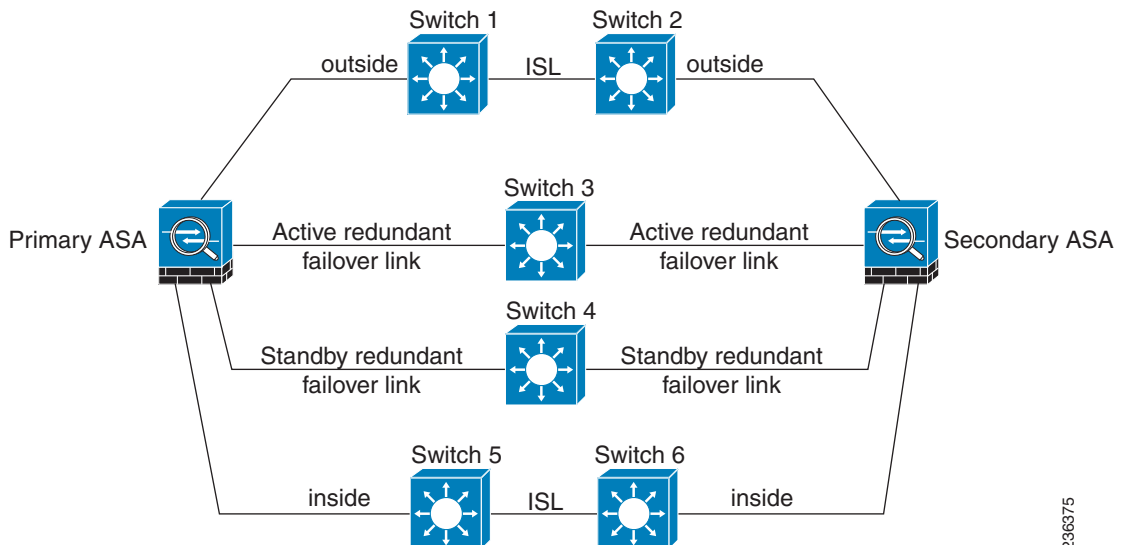 Switch 1
Switch 2
outside
ISL
outside
Switch 3
Primary ASA
Active redundant
failover link
Active redundant
failover link
Secondary ASA
Switch 4
Standby redundant
failover link
Standby redundant
failover link
Switch 5
Switch 6
inside
ISL
inside
236375